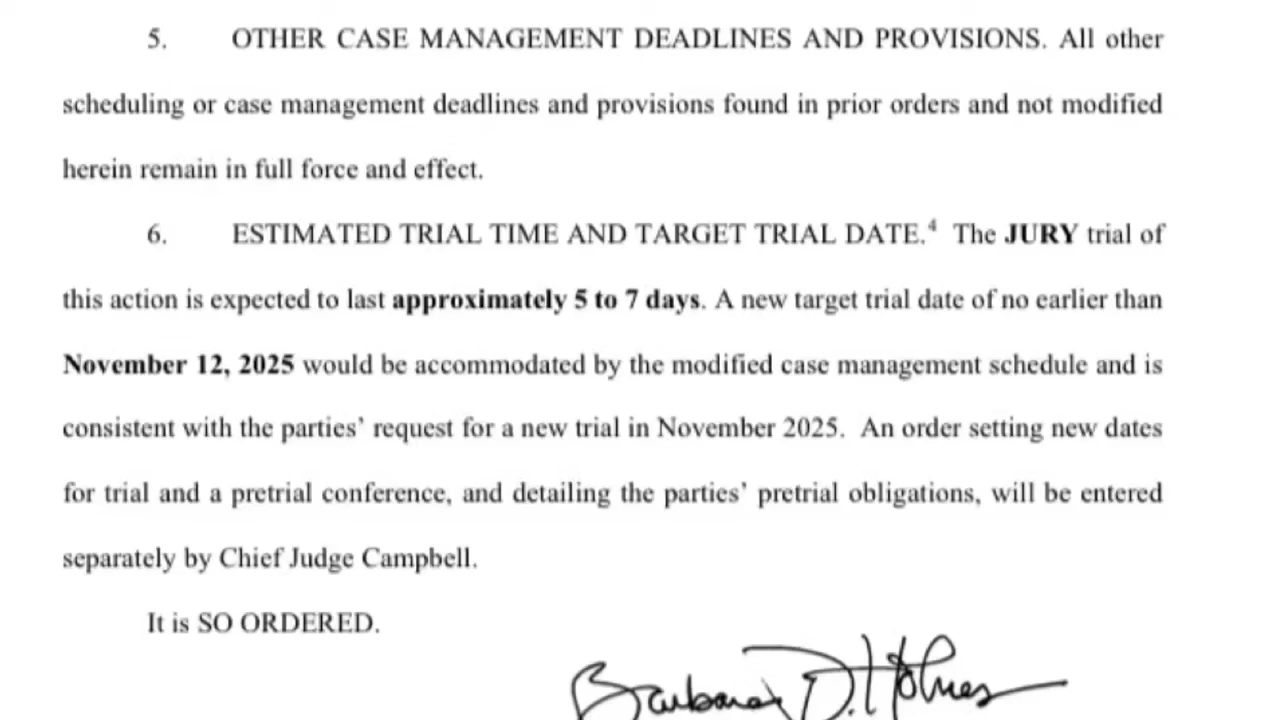 5. OTHER CASE MANAGEMENT DEADLINES AND PROVISIONS. All other
scheduling or case management deadlines and provisions found in prior orders and not modified
herein remain in full force and effect.
6. ESTIMATED TRIAL TIME AND TARGET TRIAL DATE.⁴ The JURY trial of
this action is expected to last approximately 5 to 7 days. A new target trial date of no earlier than
November 12, 2025 would be accommodated by the modified case management schedule and is
consistent with the parties’ request for a new trial in November 2025. An order setting new dates
for trial and a pretrial conference, and detailing the parties’ pretrial obligations, will be entered
separately by Chief Judge Campbell.
It is SO ORDERED.
Barbara D. Holmes